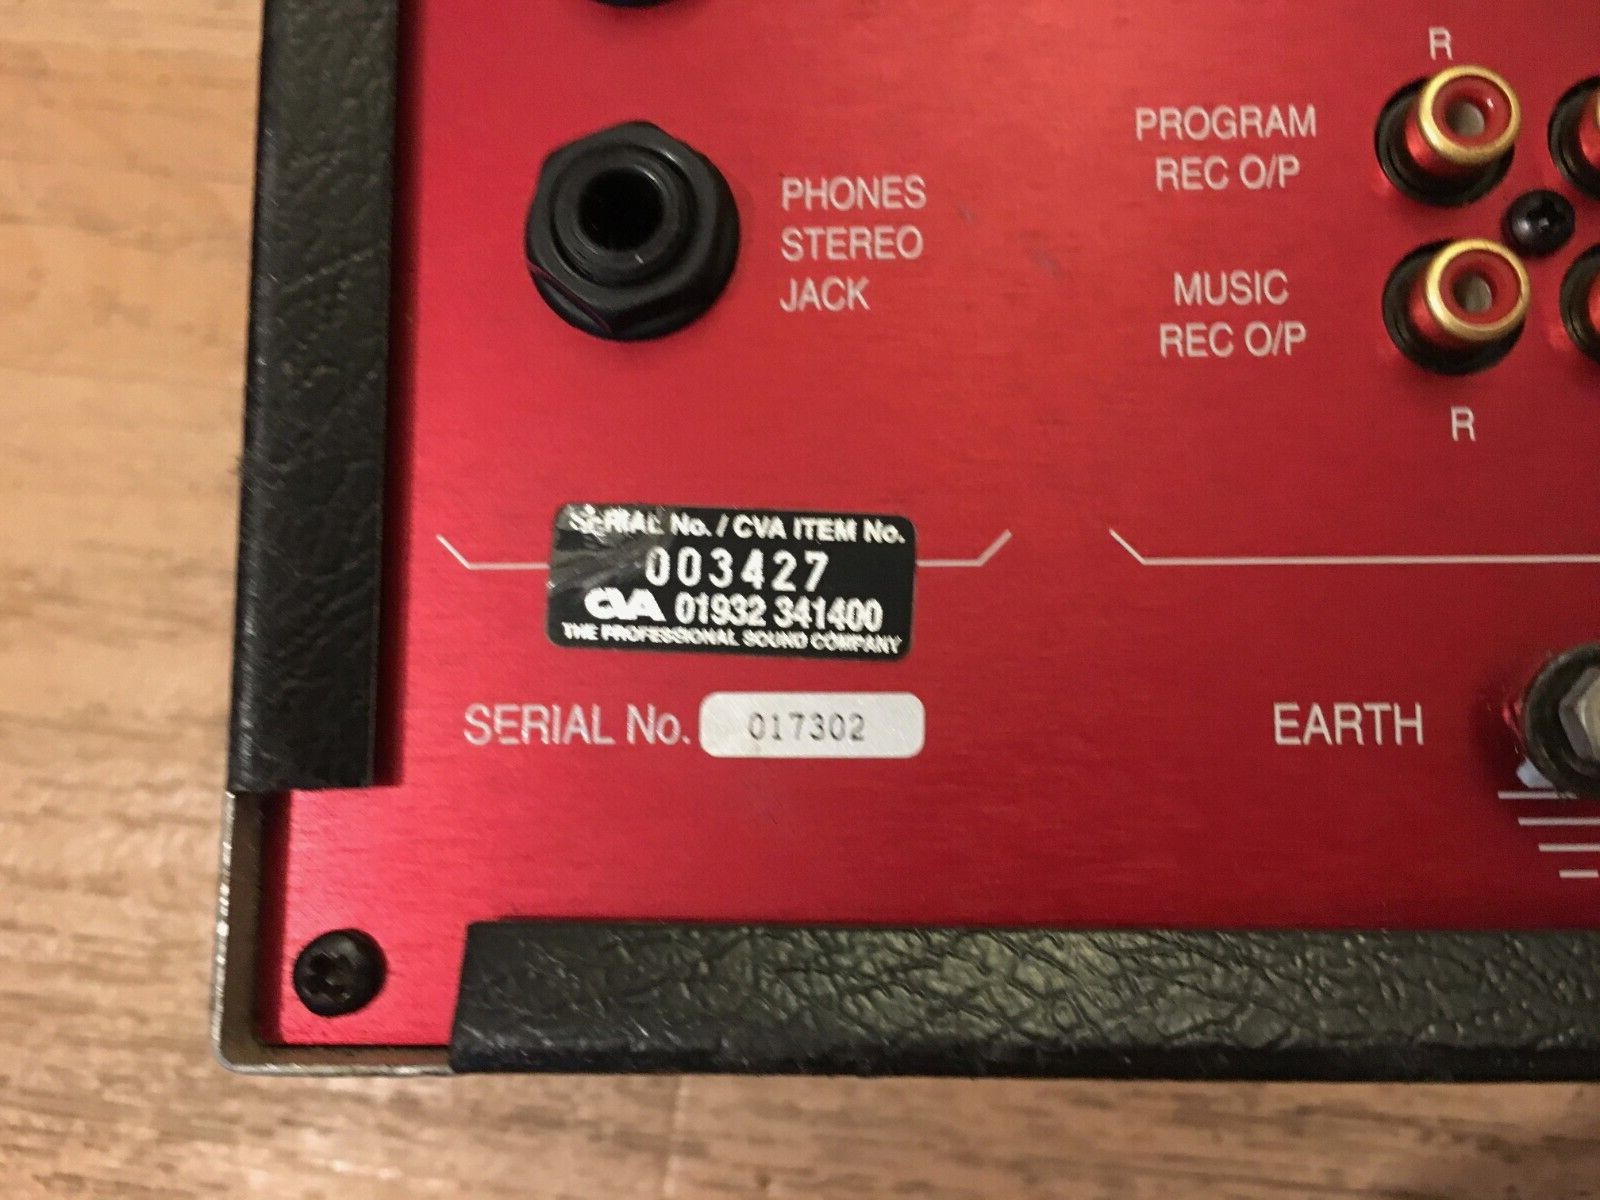 R
PROGRAM
REC O/P
PHONES
STEREO
JACK
MUSIC
REC O/P
R
SERIAL No. / CVA ITEM No.
003427
CVA 01932 341400
THE PROFESSIONAL SOUND COMPANY
SERIAL No. 017302
EARTH